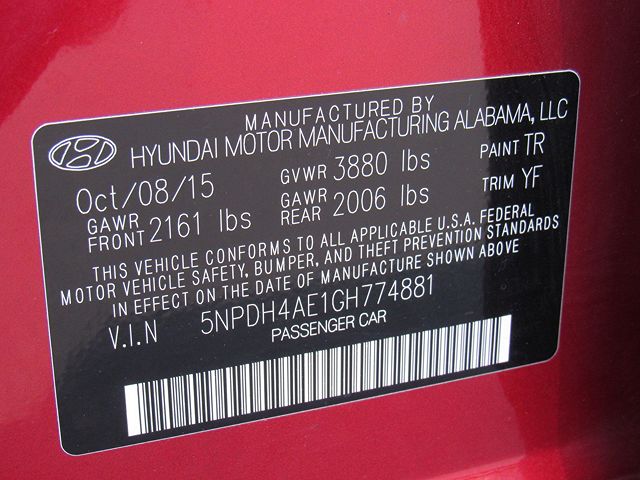 MANUFACTURED BY
HYUNDAI MOTOR MANUFACTURING ALABAMA, LLC
Oct/08/15 GVWR 3880 lbs PAINT TR
GAWR FRONT 2161 lbs GAWR REAR 2006 lbs TRIM YF
THIS VEHICLE CONFORMS TO ALL APPLICABLE U.S.A. FEDERAL
MOTOR VEHICLE SAFETY, BUMPER, AND THEFT PREVENTION STANDARDS
IN EFFECT ON THE DATE OF MANUFACTURE SHOWN ABOVE
V.I.N 5NPDH4AE1GH774881
PASSENGER CAR